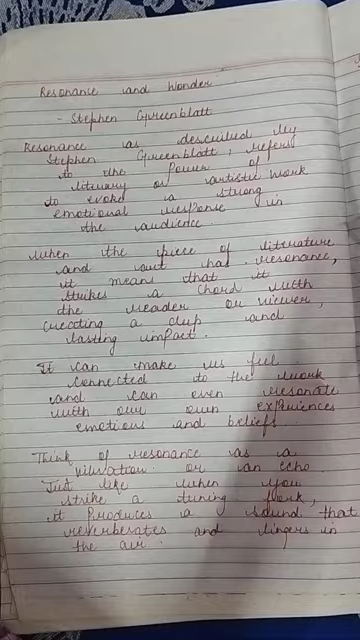 Resonance and Wonder
- Stephen Greenblatt
Resonance as described by
Stephen Greenblatt, refers
to the Power of
literary or artistic work
to evoke a strong
emotional response in
the audience.
When the piece of literature
and art has resonance,
it means that it
strikes a chord with
the reader or viewer,
creating a deep and
lasting impact.
It can make us feel
connected to the work
and can even resonate
with our own experiences
emotions and beliefs.
Think of resonance as a
vibration or an echo.
Just like when you
strike a tuning fork,
it produces a sound that
reverberates and lingers in
the air.